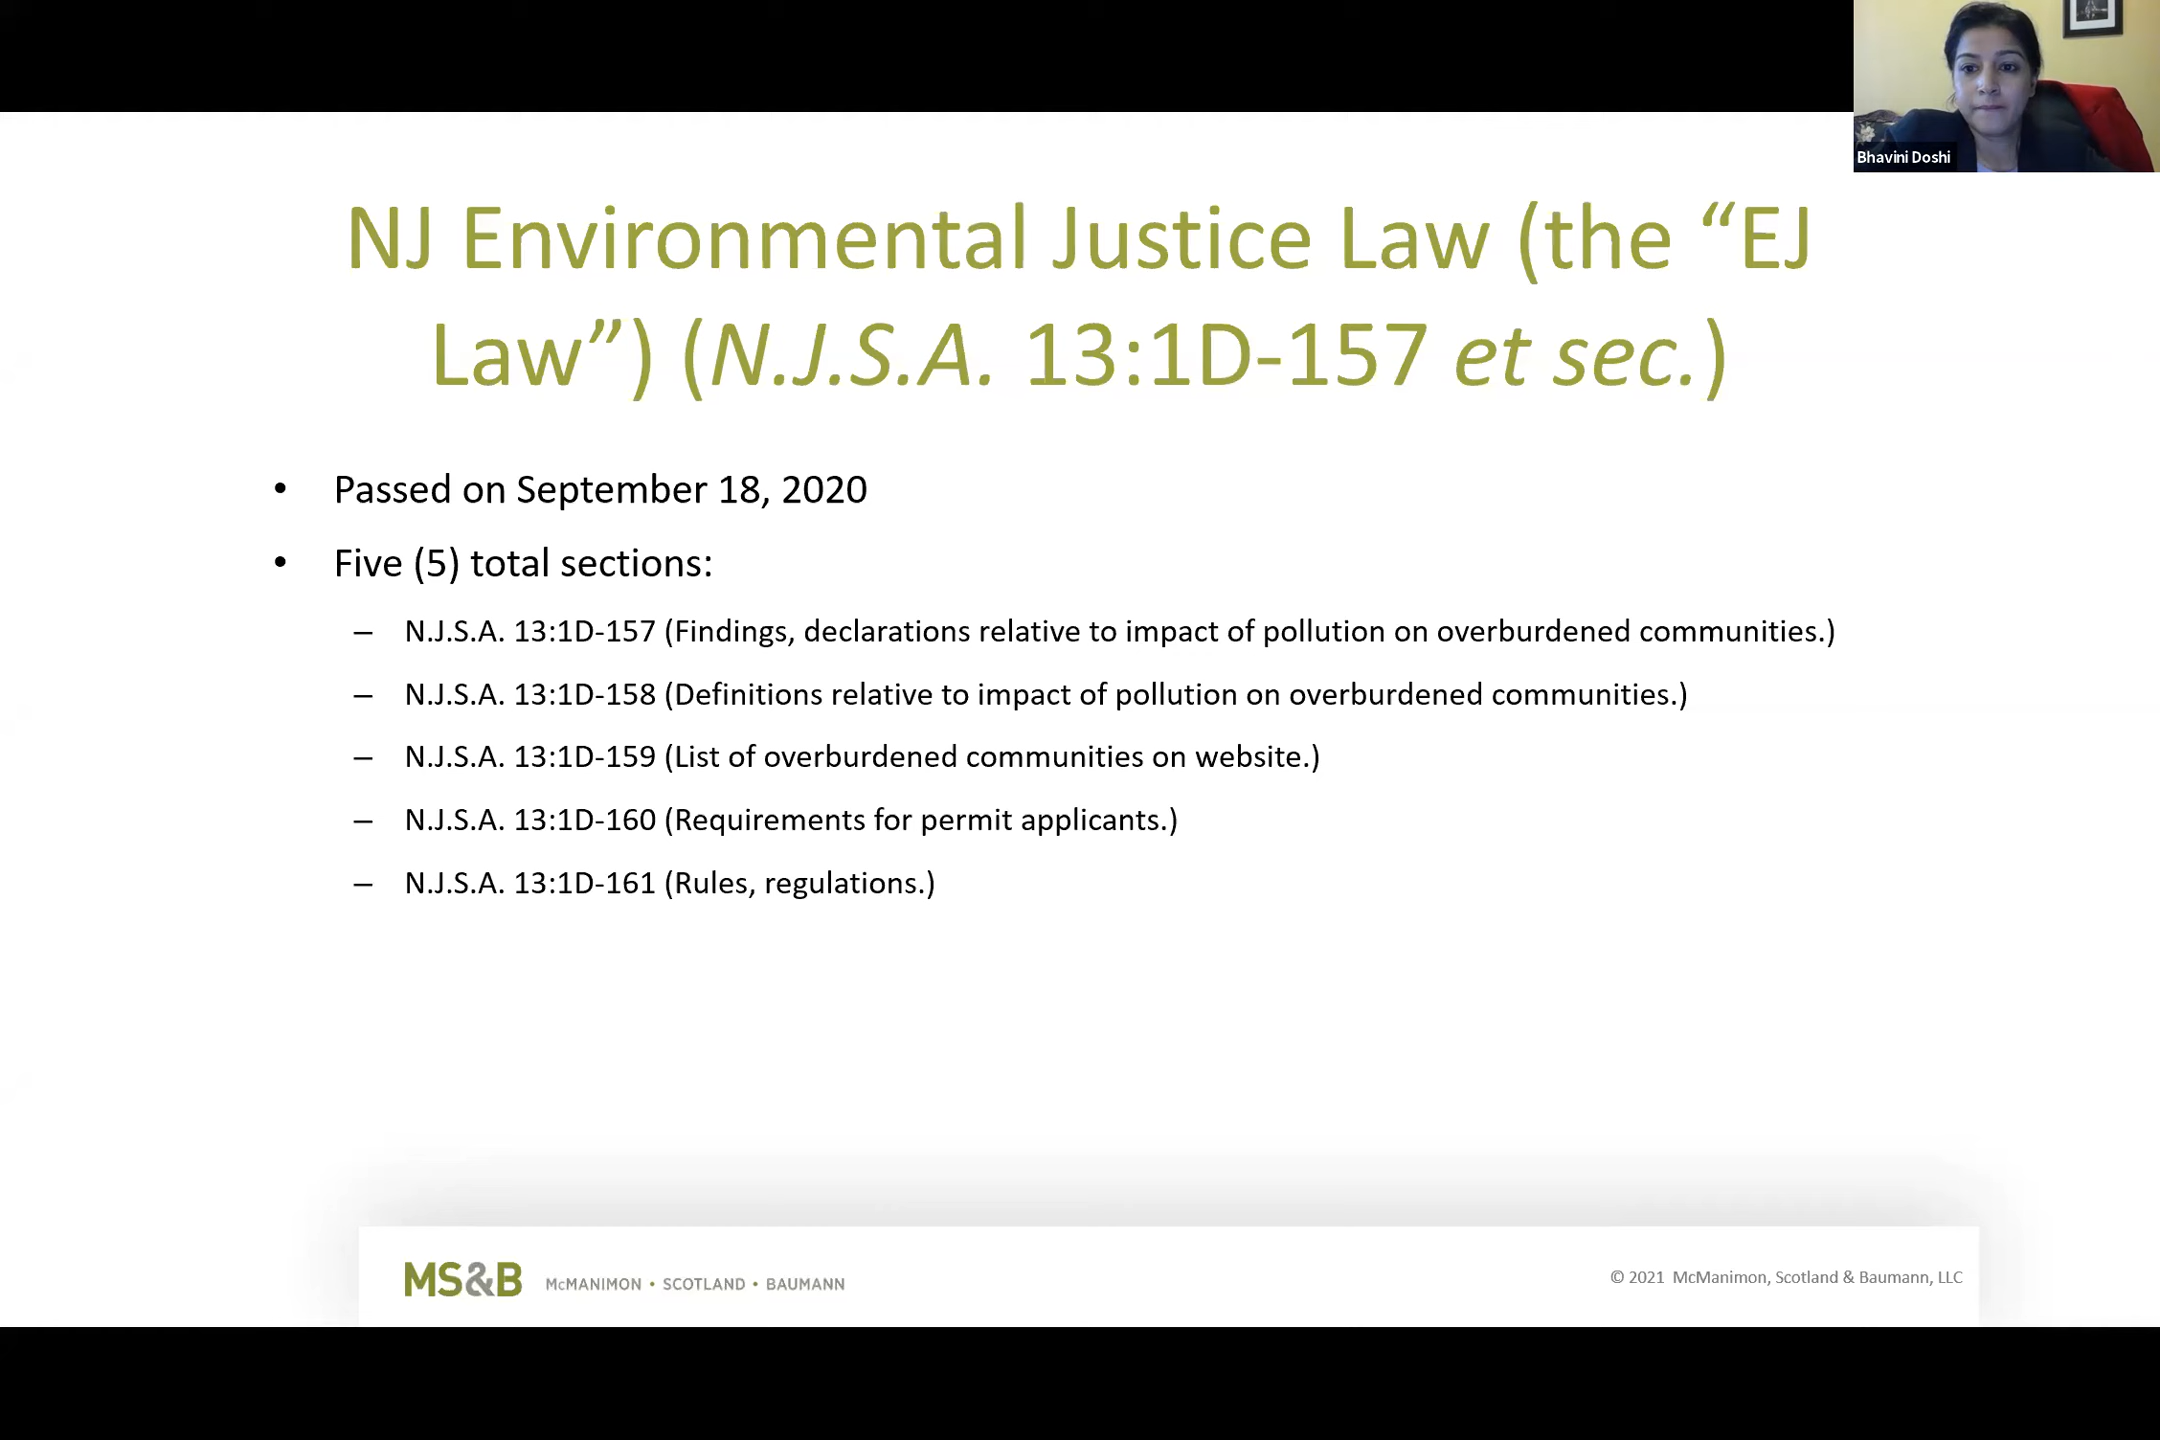 Bhavini Doshi
NJ Environmental Justice Law (the “EJ
Law”) (N.J.S.A. 13:1D-157 et sec.)
• Passed on September 18, 2020
• Five (5) total sections:
– N.J.S.A. 13:1D-157 (Findings, declarations relative to impact of pollution on overburdened communities.)
– N.J.S.A. 13:1D-158 (Definitions relative to impact of pollution on overburdened communities.)
– N.J.S.A. 13:1D-159 (List of overburdened communities on website.)
– N.J.S.A. 13:1D-160 (Requirements for permit applicants.)
– N.J.S.A. 13:1D-161 (Rules, regulations.)
MS&B McMANIMON • SCOTLAND • BAUMANN
© 2021 McManimon, Scotland & Baumann, LLC